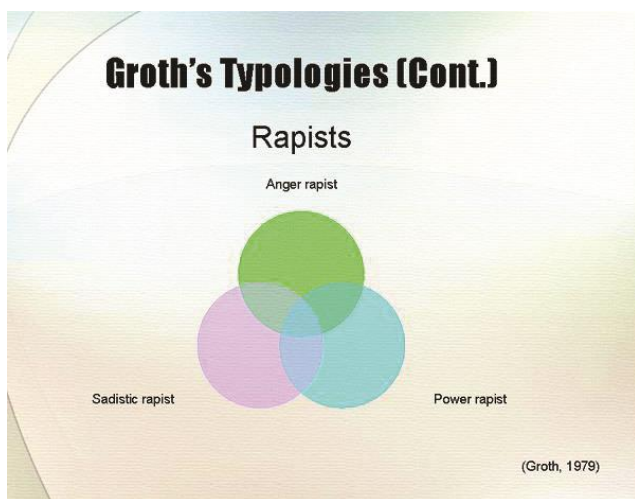 Groth’s Typologies (Cont.)
Rapists
Anger rapist
Sadistic rapist
Power rapist
(Groth, 1979)